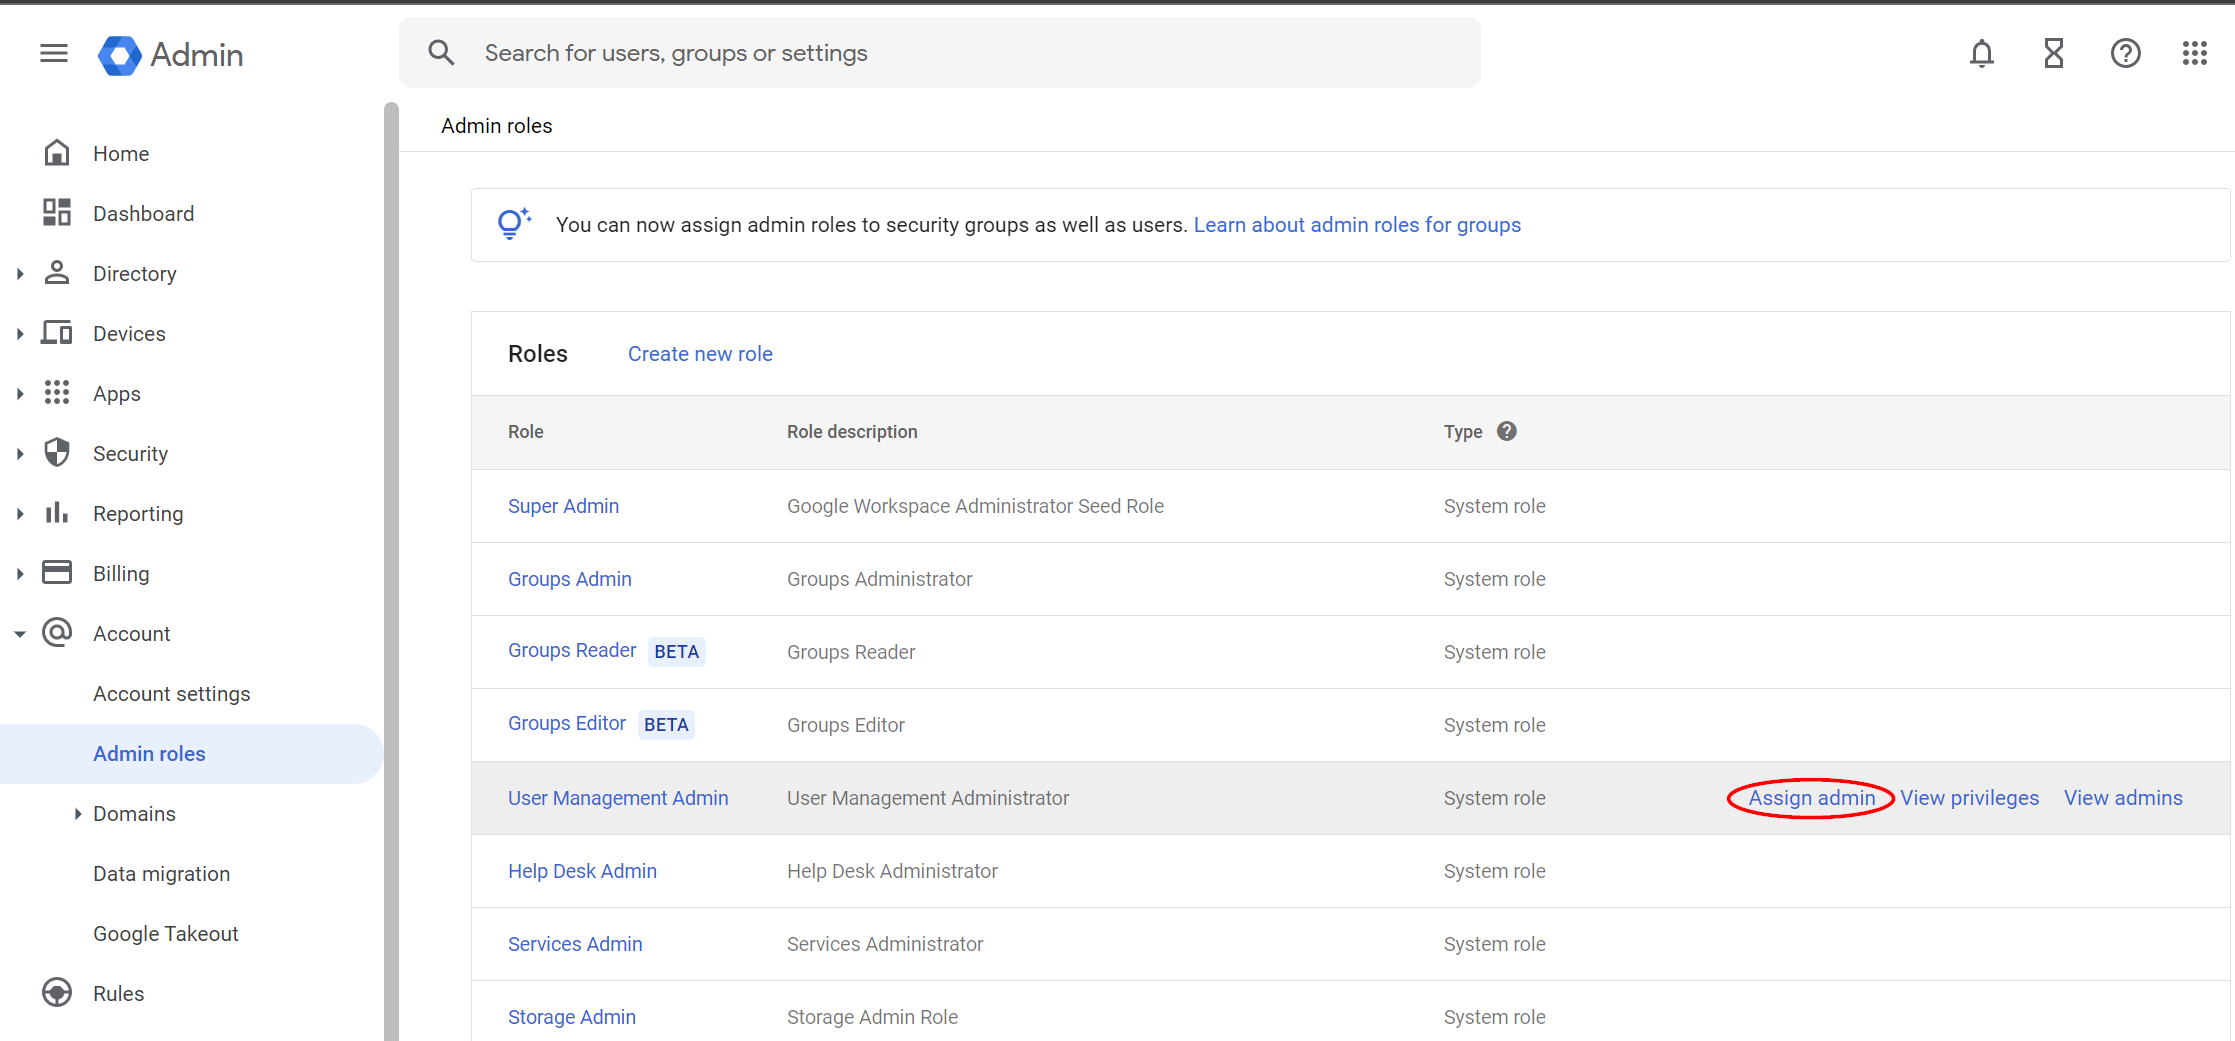 Admin
Search for users, groups or settings
Home
Dashboard
Directory
Devices
Apps
Security
Reporting
Billing
Account
Account settings
Admin roles
Domains
Data migration
Google Takeout
Rules
Admin roles
You can now assign admin roles to security groups as well as users. Learn about admin roles for groups
Roles Create new role
Role Role description Type ?
Super Admin Google Workspace Administrator Seed Role System role
Groups Admin Groups Administrator System role
Groups Reader BETA Groups Reader System role
Groups Editor BETA Groups Editor System role
User Management Admin User Management Administrator System role Assign admin View privileges View admins
Help Desk Admin Help Desk Administrator System role
Services Admin Services Administrator System role
Storage Admin Storage Admin Role System role